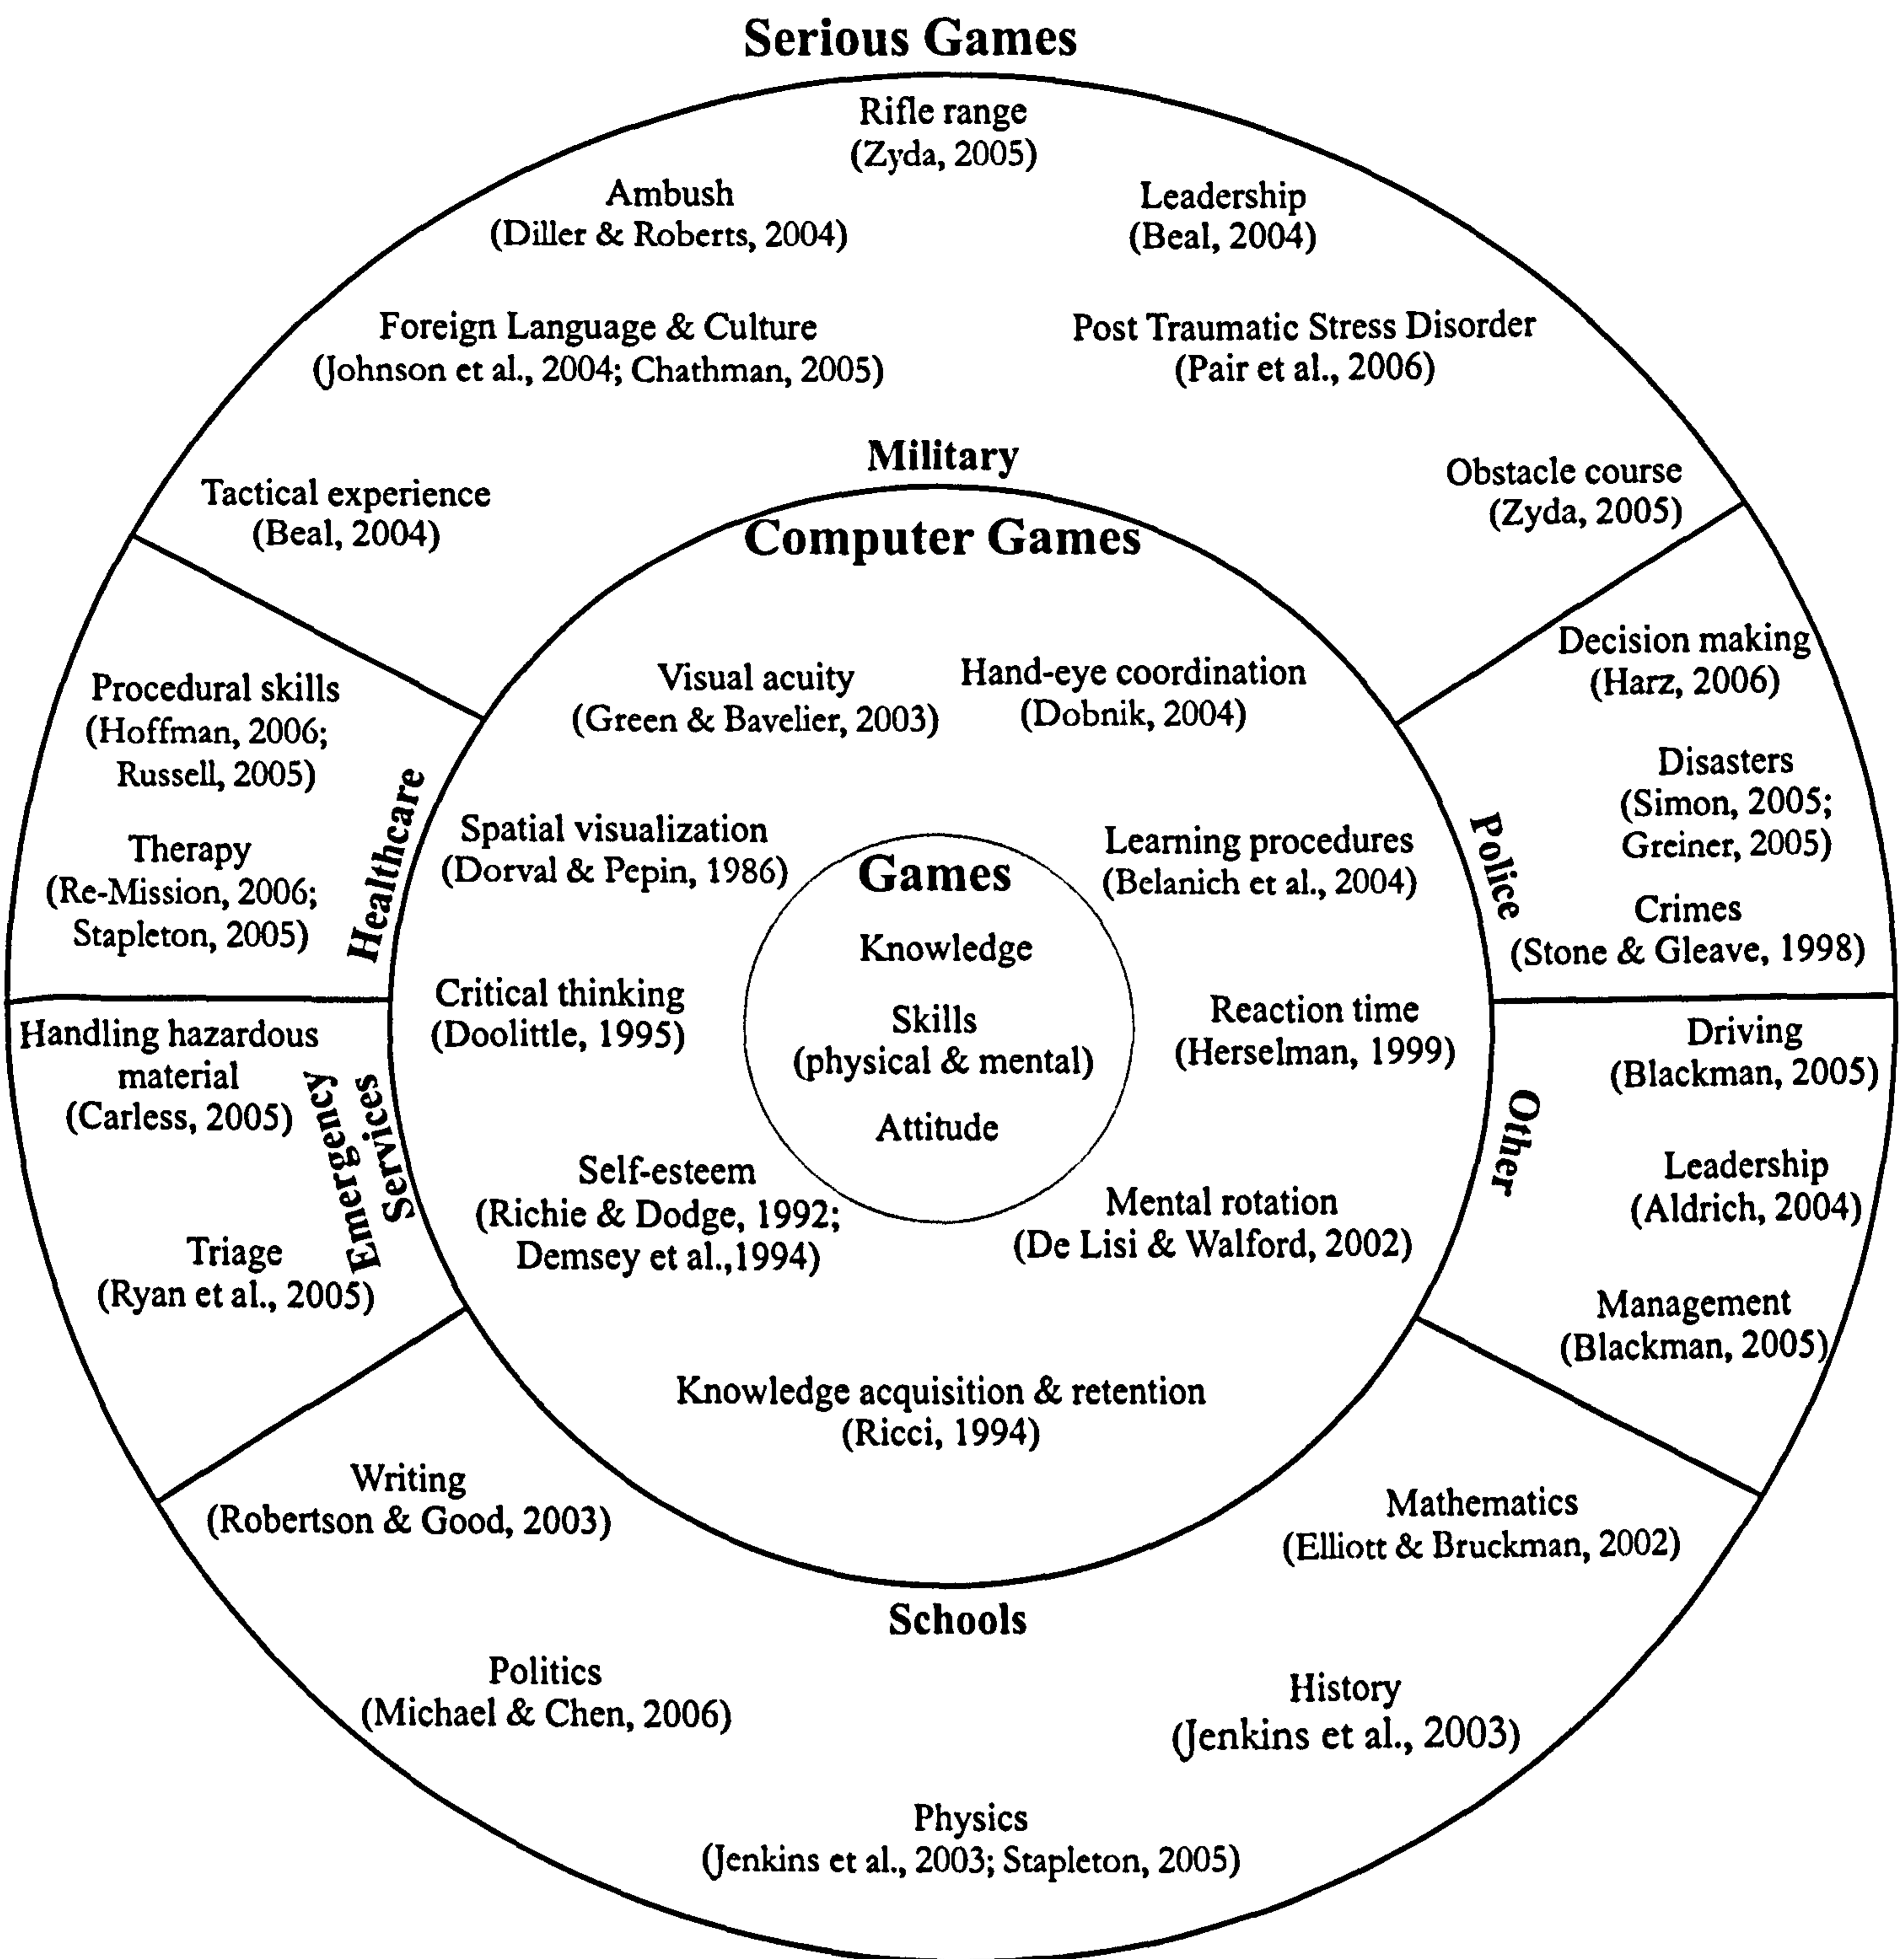 Serious Games
Rifle range
(Zyda, 2005)
Ambush
(Diller & Roberts, 2004)
Leadership
(Beal, 2004)
Foreign Language & Culture
(Johnson et al., 2004; Chathman, 2005)
Post Traumatic Stress Disorder
(Pair et al., 2006)
Tactical experience
(Beal, 2004)
Military
Obstacle course
(Zyda, 2005)
Computer Games
Visual acuity
(Green & Bavelier, 2003)
Hand-eye coordination
(Dobnik, 2004)
Spatial visualization
(Dorval & Pepin, 1986)
Learning procedures
(Belanich et al., 2004)
Critical thinking
(Doolittle, 1995)
Reaction time
(Herselman, 1999)
Self-esteem
(Richie & Dodge, 1992;
Demsey et al.,1994)
Mental rotation
(De Lisi & Walford, 2002)
Knowledge acquisition & retention
(Ricci, 1994)
Games
Knowledge
Skills
(physical & mental)
Attitude
Procedural skills
(Hoffman, 2006;
Russell, 2005)
Therapy
(Re-Mission, 2006;
Stapleton, 2005)
Healthcare
Decision making
(Harz, 2006)
Disasters
(Simon, 2005;
Greiner, 2005)
Crimes
(Stone & Gleave, 1998)
Police
Handling hazardous
material
(Carless, 2005)
Triage
(Ryan et al., 2005)
Emergency
Services
Driving
(Blackman, 2005)
Leadership
(Aldrich, 2004)
Management
(Blackman, 2005)
Other
Writing
(Robertson & Good, 2003)
Mathematics
(Elliott & Bruckman, 2002)
Schools
Politics
(Michael & Chen, 2006)
History
(Jenkins et al., 2003)
Physics
(Jenkins et al., 2003; Stapleton, 2005)